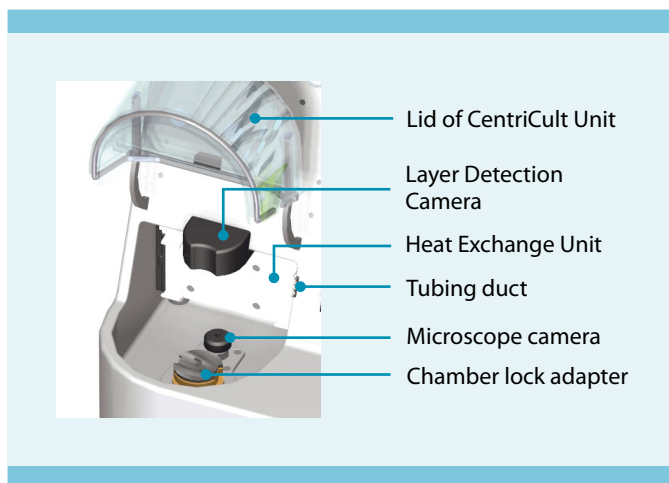 Lid of CentriCult Unit
Layer Detection
Camera
Heat Exchange Unit
Tubing duct
Microscope camera
Chamber lock adapter